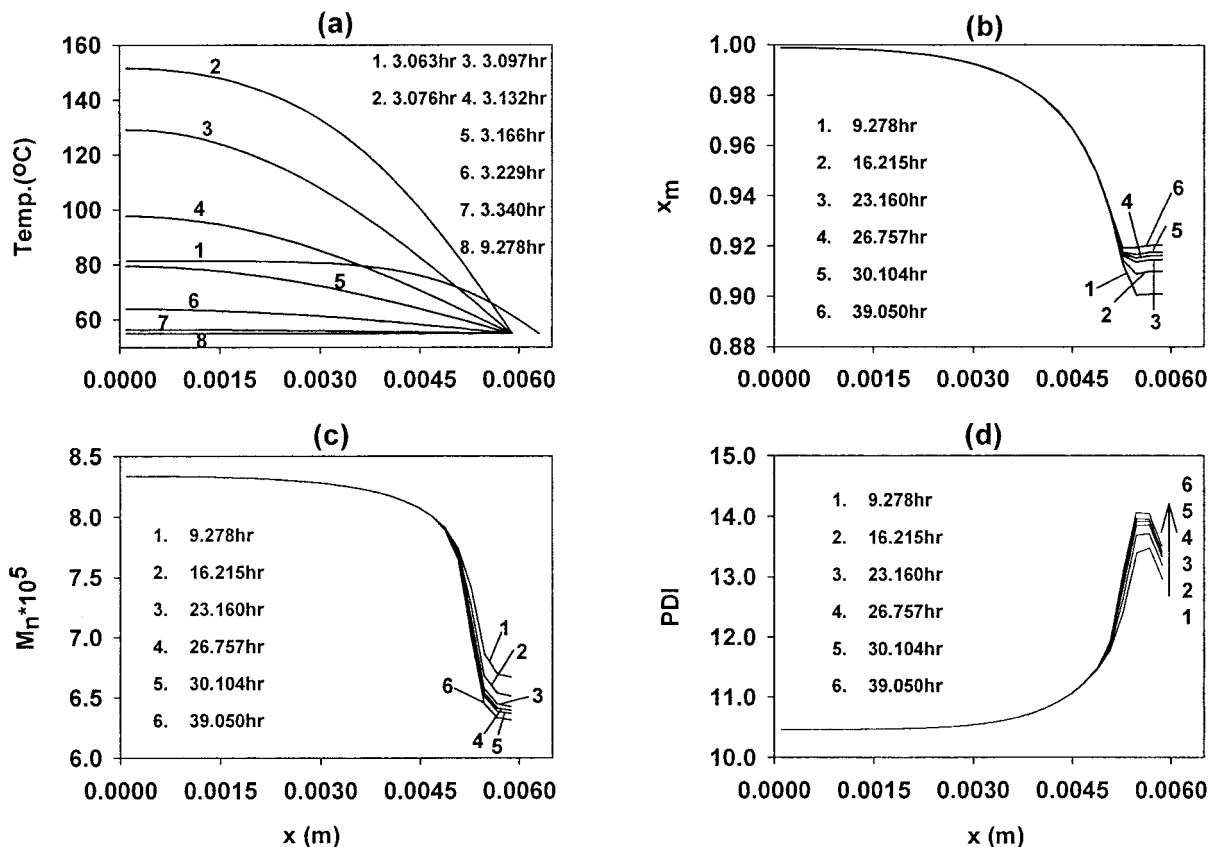 (a)
Temp.(ºC)
160
140
120
100
80
60
0.0000 0.0015 0.0030 0.0045 0.0060
1. 3.063hr 3. 3.097hr
2. 3.076hr 4. 3.132hr
5. 3.166hr
6. 3.229hr
7. 3.340hr
8. 9.278hr
2
3
4
1
5
6
7
8
(b)
xm
1.00
0.98
0.96
0.94
0.92
0.90
0.88
0.0000 0.0015 0.0030 0.0045 0.0060
1. 9.278hr
2. 16.215hr
3. 23.160hr
4. 26.757hr
5. 30.104hr
6. 39.050hr
4
6
5
1
2
3
(c)
Mn*10^5
8.5
8.0
7.5
7.0
6.5
6.0
0.0000 0.0015 0.0030 0.0045 0.0060
x (m)
1. 9.278hr
2. 16.215hr
3. 23.160hr
4. 26.757hr
5. 30.104hr
6. 39.050hr
1
2
3
6
4
5
(d)
PDI
15.0
14.0
13.0
12.0
11.0
10.0
0.0000 0.0015 0.0030 0.0045 0.0060
x (m)
1. 9.278hr
2. 16.215hr
3. 23.160hr
4. 26.757hr
5. 30.104hr
6. 39.050hr
6
5
4
3
2
1